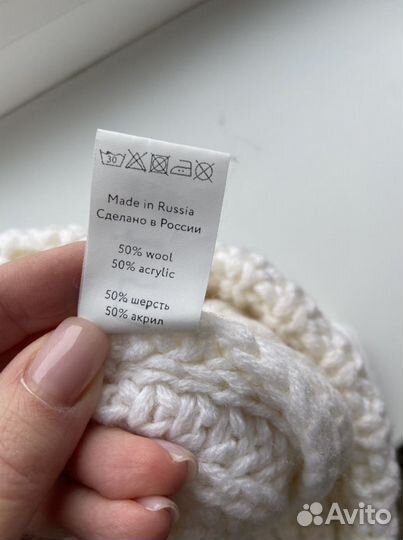 30
Made in Russia
Сделано в России
50% wool
50% acrylic
50% шерсть
50% акрил
Avito